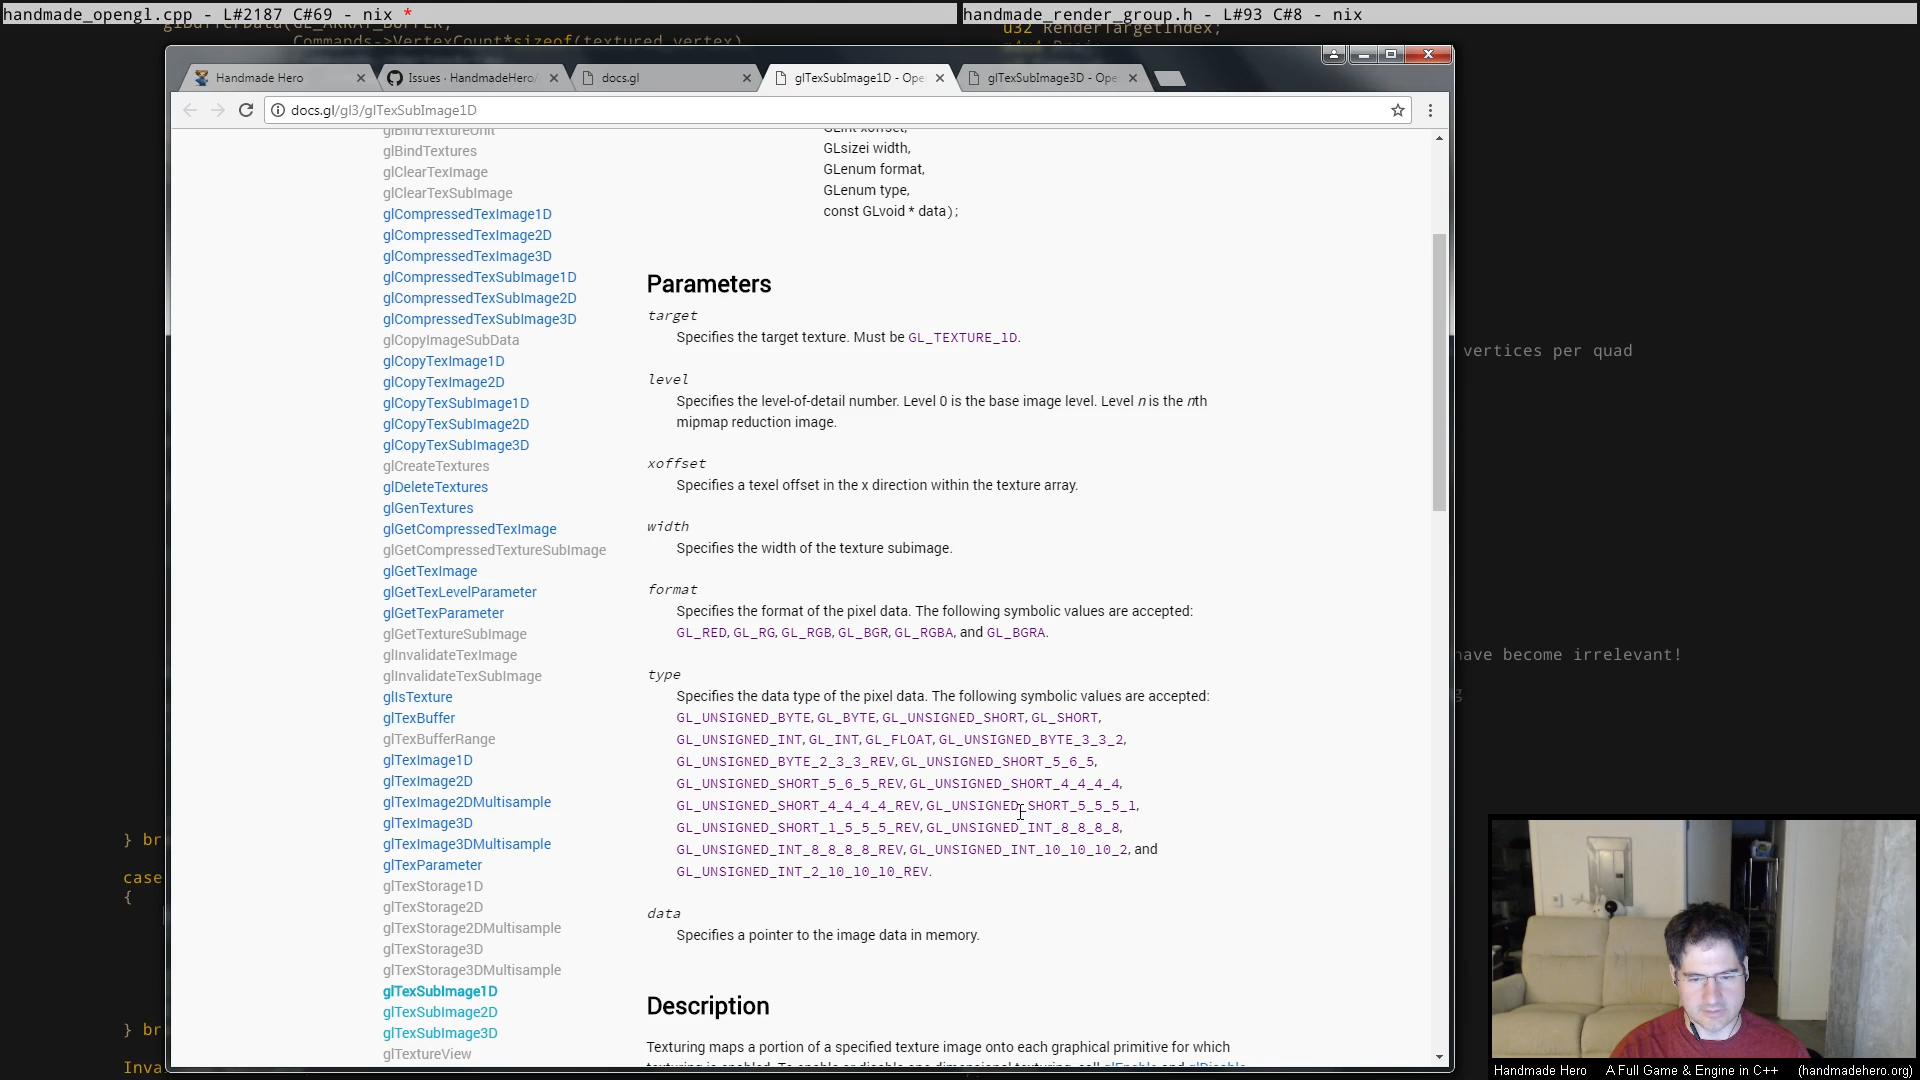 handmade_opengl.cpp - L#2187 C#69 - nix *
handmade_render_group.h - L#93 C#8 - nix
Commands->VertexCount*sizeof(textured_vertex)
u32 RenderTargetIndex;
Handmade Hero
Issues · HandmadeHero/
docs.gl
glTexSubImage1D - Ope
glTexSubImage3D - Ope
docs.gl/gl3/glTexSubImage1D
glBindTextureUnit
glBindTextures
glClearTexImage
glClearTexSubImage
glCompressedTexImage1D
glCompressedTexImage2D
glCompressedTexImage3D
glCompressedTexSubImage1D
glCompressedTexSubImage2D
glCompressedTexSubImage3D
glCopyImageSubData
glCopyTexImage1D
glCopyTexImage2D
glCopyTexSubImage1D
glCopyTexSubImage2D
glCopyTexSubImage3D
glCreateTextures
glDeleteTextures
glGenTextures
glGetCompressedTexImage
glGetCompressedTextureSubImage
glGetTexImage
glGetTexLevelParameter
glGetTexParameter
glGetTextureSubImage
glInvalidateTexImage
glInvalidateTexSubImage
glIsTexture
glTexBuffer
glTexBufferRange
glTexImage1D
glTexImage2D
glTexImage2DMultisample
glTexImage3D
glTexImage3DMultisample
glTexParameter
glTexStorage1D
glTexStorage2D
glTexStorage2DMultisample
glTexStorage3D
glTexStorage3DMultisample
glTexSubImage1D
glTexSubImage2D
glTexSubImage3D
glTextureView
GLint xoffset,
GLsizei width,
GLenum format,
GLenum type,
const GLvoid * data);
Parameters
target
Specifies the target texture. Must be GL_TEXTURE_1D.
level
Specifies the level-of-detail number. Level 0 is the base image level. Level n is the nth
mipmap reduction image.
xoffset
Specifies a texel offset in the x direction within the texture array.
width
Specifies the width of the texture subimage.
format
Specifies the format of the pixel data. The following symbolic values are accepted:
GL_RED, GL_RG, GL_RGB, GL_BGR, GL_RGBA, and GL_BGRA.
type
Specifies the data type of the pixel data. The following symbolic values are accepted:
GL_UNSIGNED_BYTE, GL_BYTE, GL_UNSIGNED_SHORT, GL_SHORT,
GL_UNSIGNED_INT, GL_INT, GL_FLOAT, GL_UNSIGNED_BYTE_3_3_2,
GL_UNSIGNED_BYTE_2_3_3_REV, GL_UNSIGNED_SHORT_5_6_5,
GL_UNSIGNED_SHORT_5_6_5_REV, GL_UNSIGNED_SHORT_4_4_4_4,
GL_UNSIGNED_SHORT_4_4_4_4_REV, GL_UNSIGNED_SHORT_5_5_5_1,
GL_UNSIGNED_SHORT_1_5_5_5_REV, GL_UNSIGNED_INT_8_8_8_8,
GL_UNSIGNED_INT_8_8_8_8_REV, GL_UNSIGNED_INT_10_10_10_2, and
GL_UNSIGNED_INT_2_10_10_10_REV.
data
Specifies a pointer to the image data in memory.
Description
Texturing maps a portion of a specified texture image onto each graphical primitive for which
vertices per quad
have become irrelevant!
} br
case
{
} br
Inva
Handmade Hero A Full Game & Engine in C++ (handmadehero.org)